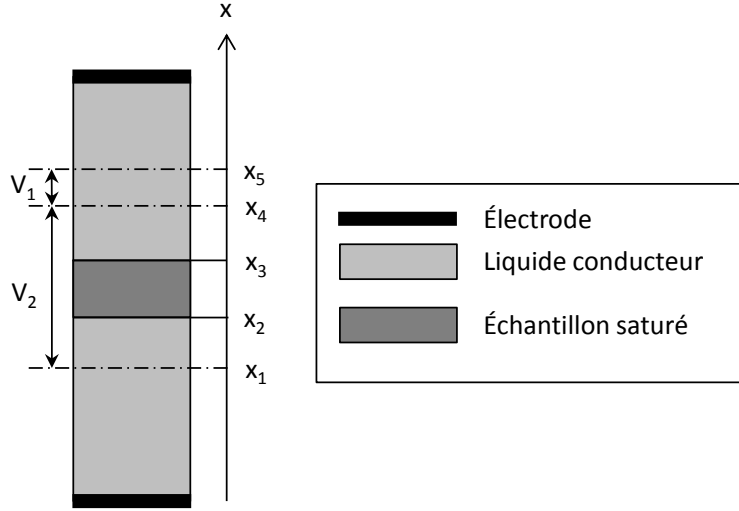 x
x₅
V₁
x₄
x₃
V₂
x₂
x₁
Électrode
Liquide conducteur
Échantillon saturé